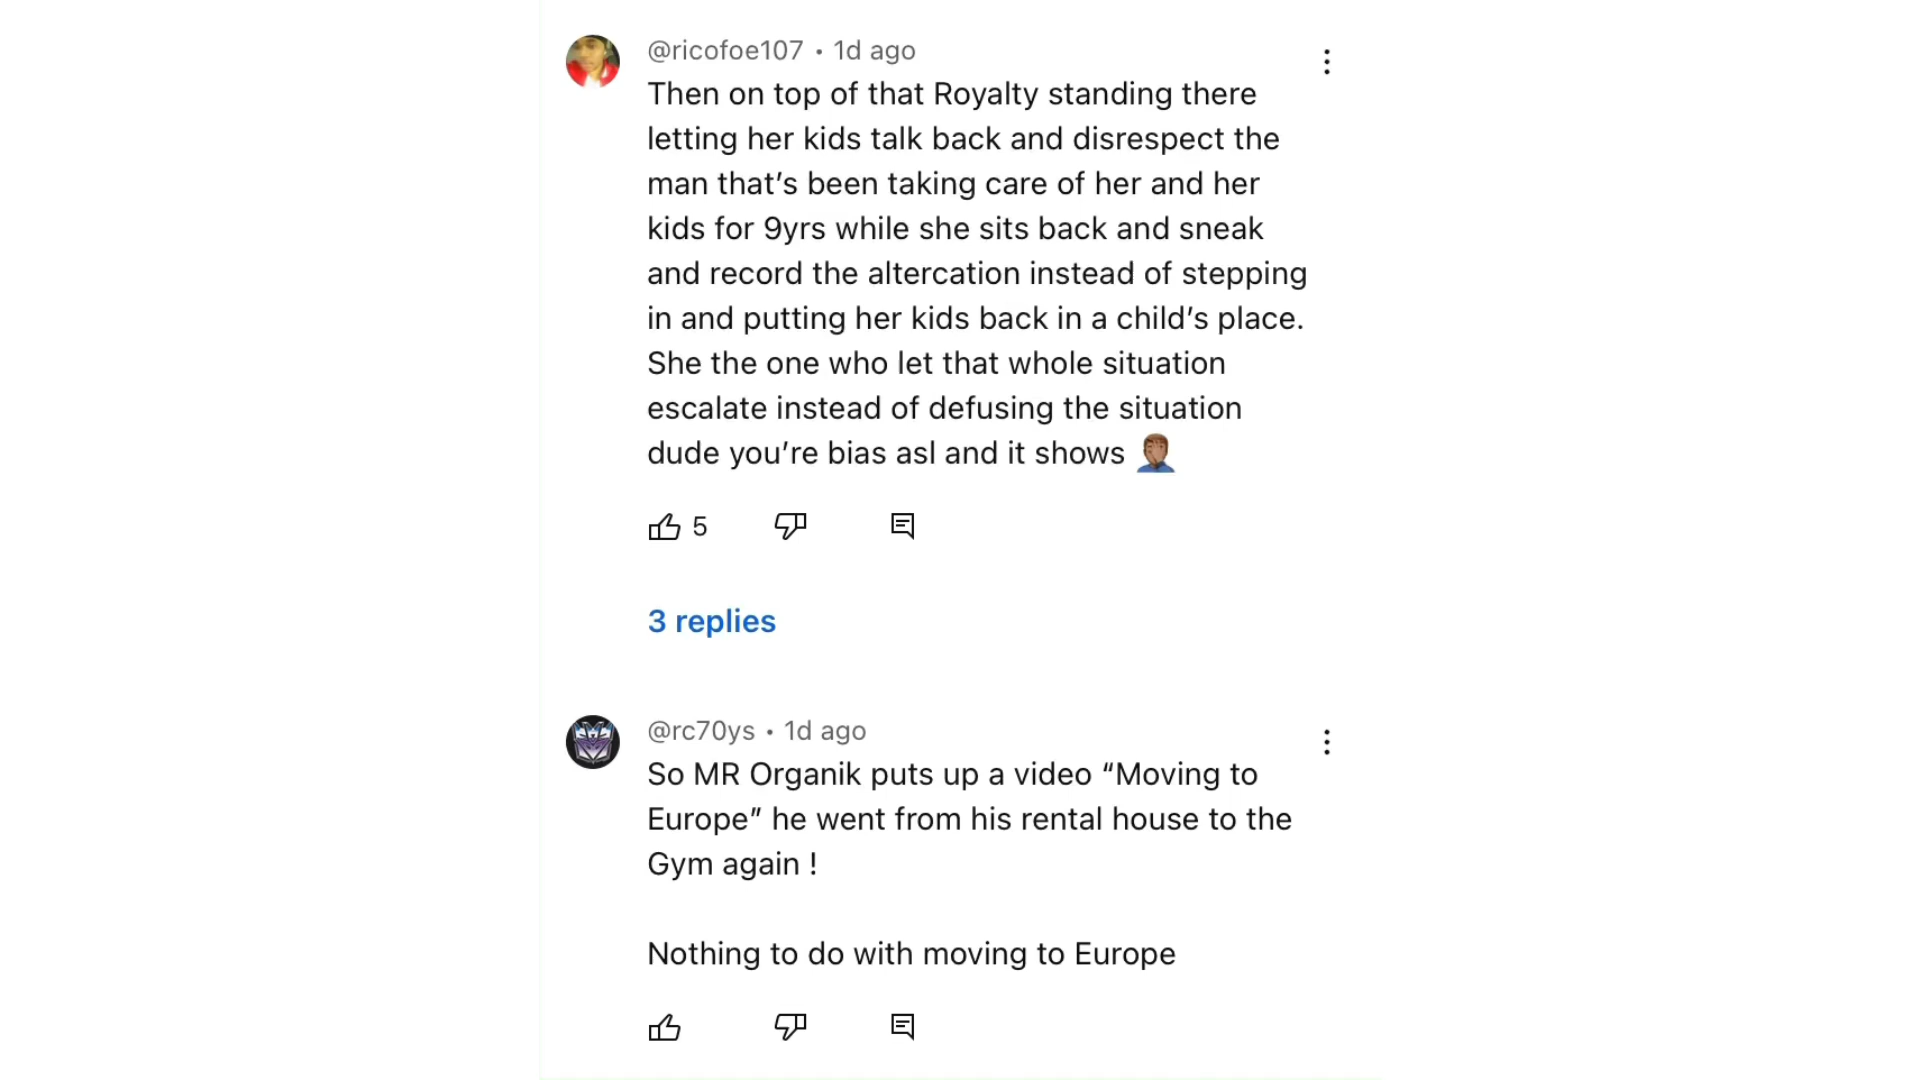 @ricofoe107 • 1d ago
Then on top of that Royalty standing there
letting her kids talk back and disrespect the
man that’s been taking care of her and her
kids for 9yrs while she sits back and sneak
and record the altercation instead of stepping
in and putting her kids back in a child’s place.
She the one who let that whole situation
escalate instead of defusing the situation
dude you’re bias asl and it shows 🤦🏾‍♂️
5
3 replies
@rc70ys • 1d ago
So MR Organik puts up a video “Moving to
Europe” he went from his rental house to the
Gym again !
Nothing to do with moving to Europe